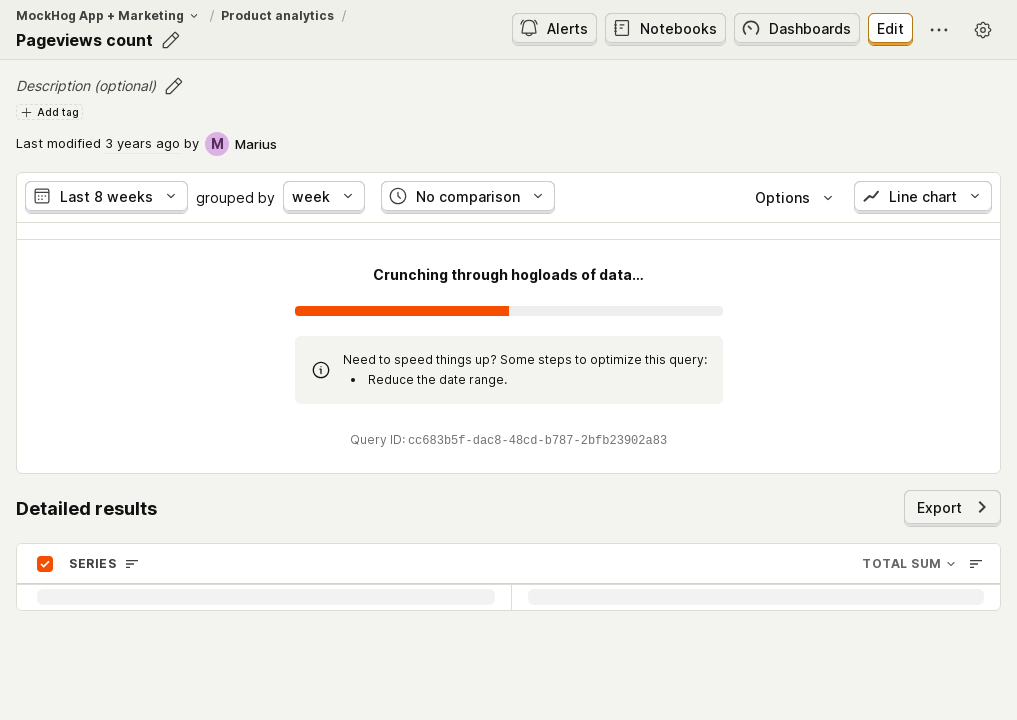 MockHog App + Marketing / Product analytics /
Pageviews count
Alerts Notebooks Dashboards Edit
Description (optional)
Add tag
Last modified 3 years ago by M Marius
Last 8 weeks grouped by week No comparison Options Line chart
Crunching through hogloads of data...
Need to speed things up? Some steps to optimize this query:
• Reduce the date range.
Query ID: cc683b5f-dac8-48cd-b787-2bfb23902a83
Detailed results
Export
SERIES TOTAL SUM